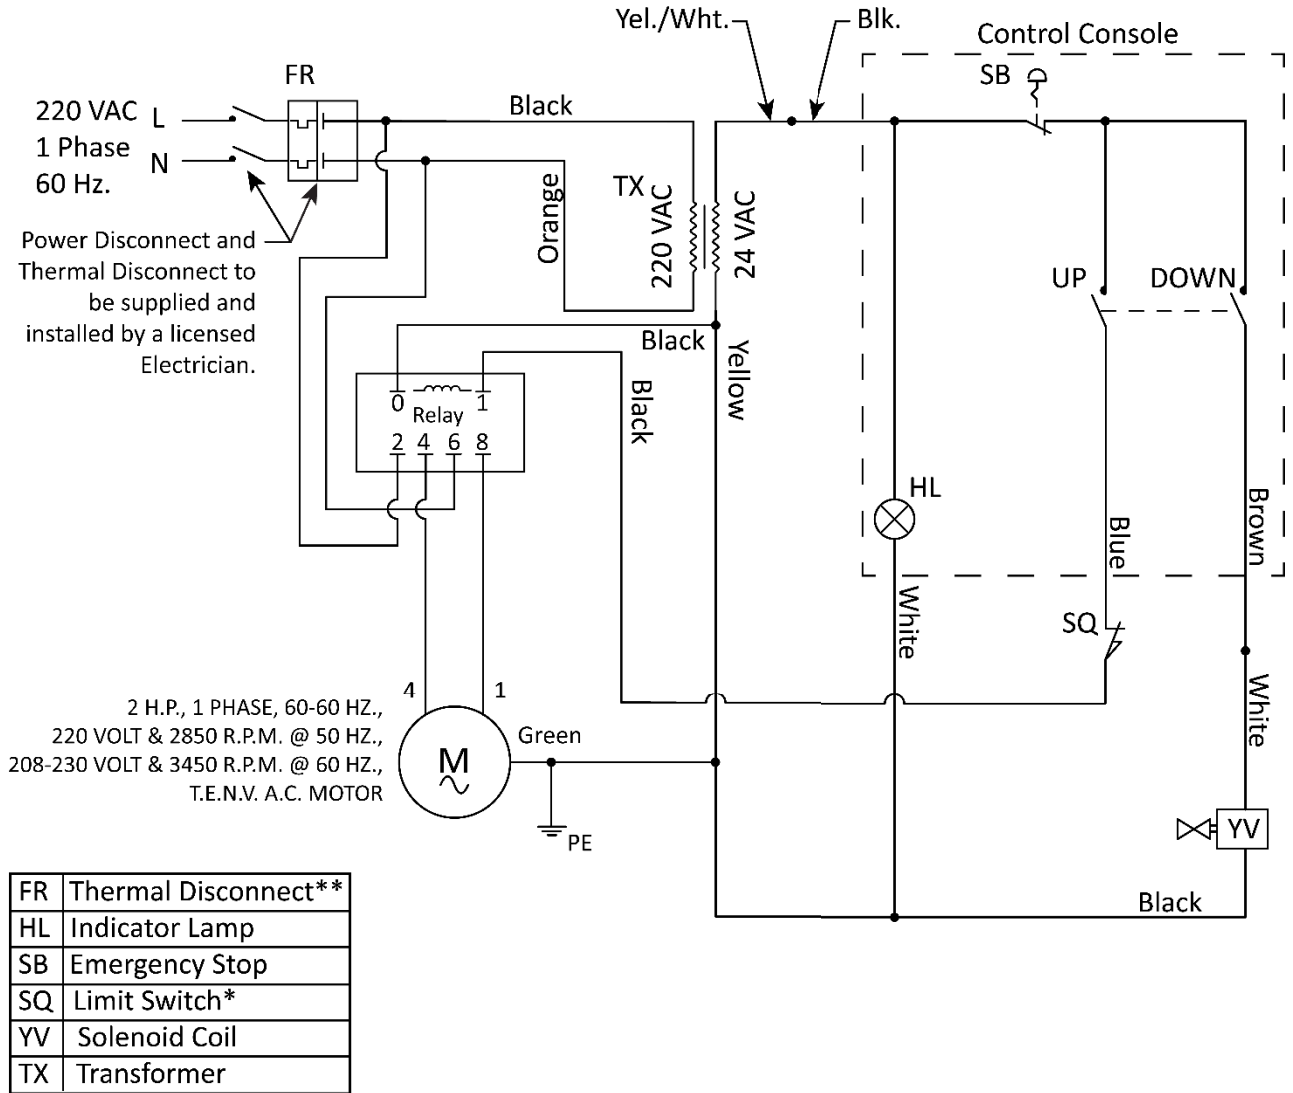 Yel./Wht.
Blk.
Control Console
FR
SB
220 VAC L
Black
1 Phase
N
60 Hz.
TX
220 VAC
24 VAC
Orange
Power Disconnect and
Thermal Disconnect to
be supplied and
installed by a licensed
Electrician.
UP
DOWN
Black
Yellow
Black
0
1
Relay
2 4 6 8
HL
Brown
Blue
White
SQ
White
4
1
2 H.P., 1 PHASE, 60-60 HZ.,
220 VOLT & 2850 R.P.M. @ 50 HZ.,
208-230 VOLT & 3450 R.P.M. @ 60 HZ.,
T.E.N.V. A.C. MOTOR
M
Green
PE
YV
Black
FR Thermal Disconnect**
HL Indicator Lamp
SB Emergency Stop
SQ Limit Switch*
YV Solenoid Coil
TX Transformer